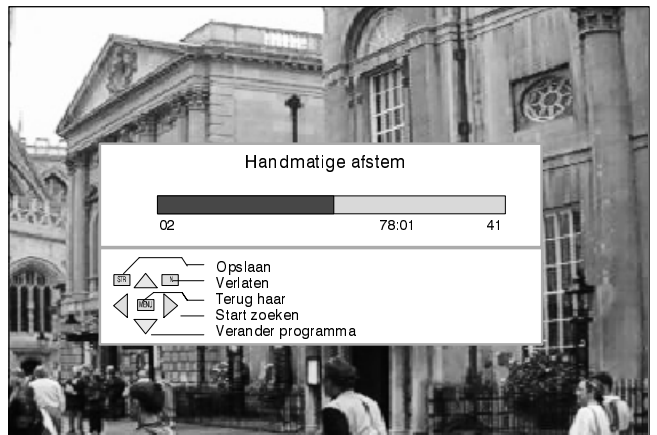 Handmatige afstem
02 78:01 41
STR N Opslaan
Verlaten
MENU Terug haar
Start zoeken
Verander programma